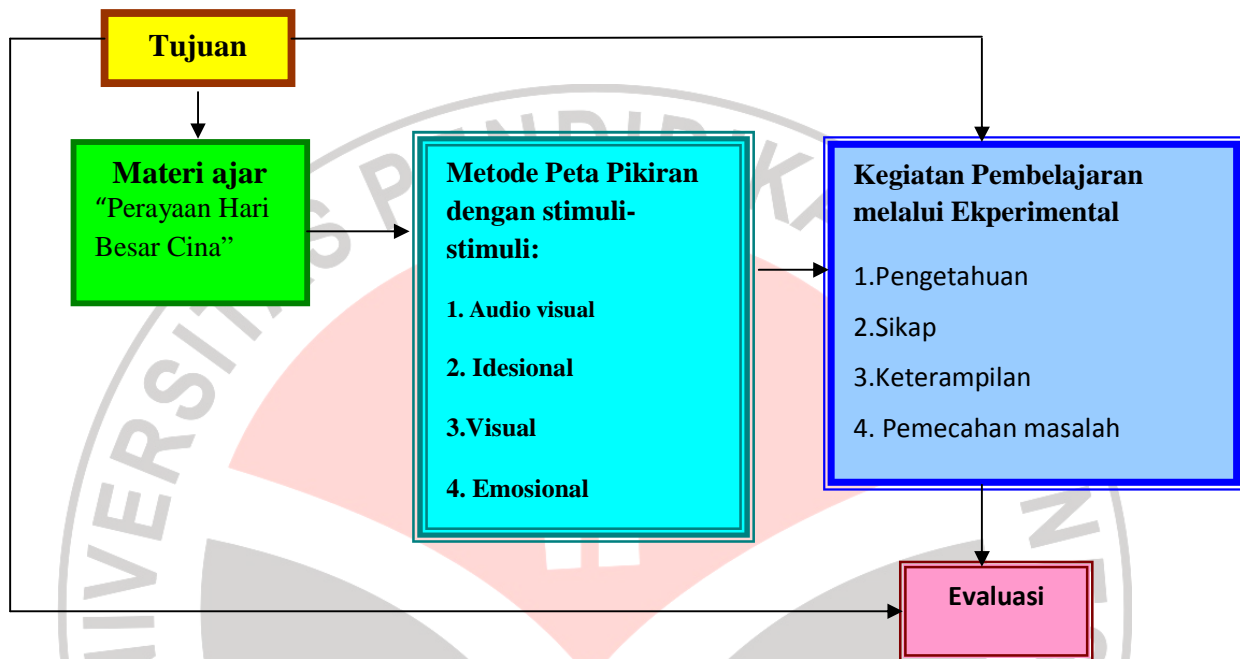 Tujuan
Materi ajar
“Perayaan Hari
Besar Cina”
Metode Peta Pikiran
dengan stimuli-
stimuli:
1. Audio visual
2. Idesional
3.Visual
4. Emosional
Kegiatan Pembelajaran
melalui Ekperimental
1.Pengetahuan
2.Sikap
3.Keterampilan
4. Pemecahan masalah
Evaluasi